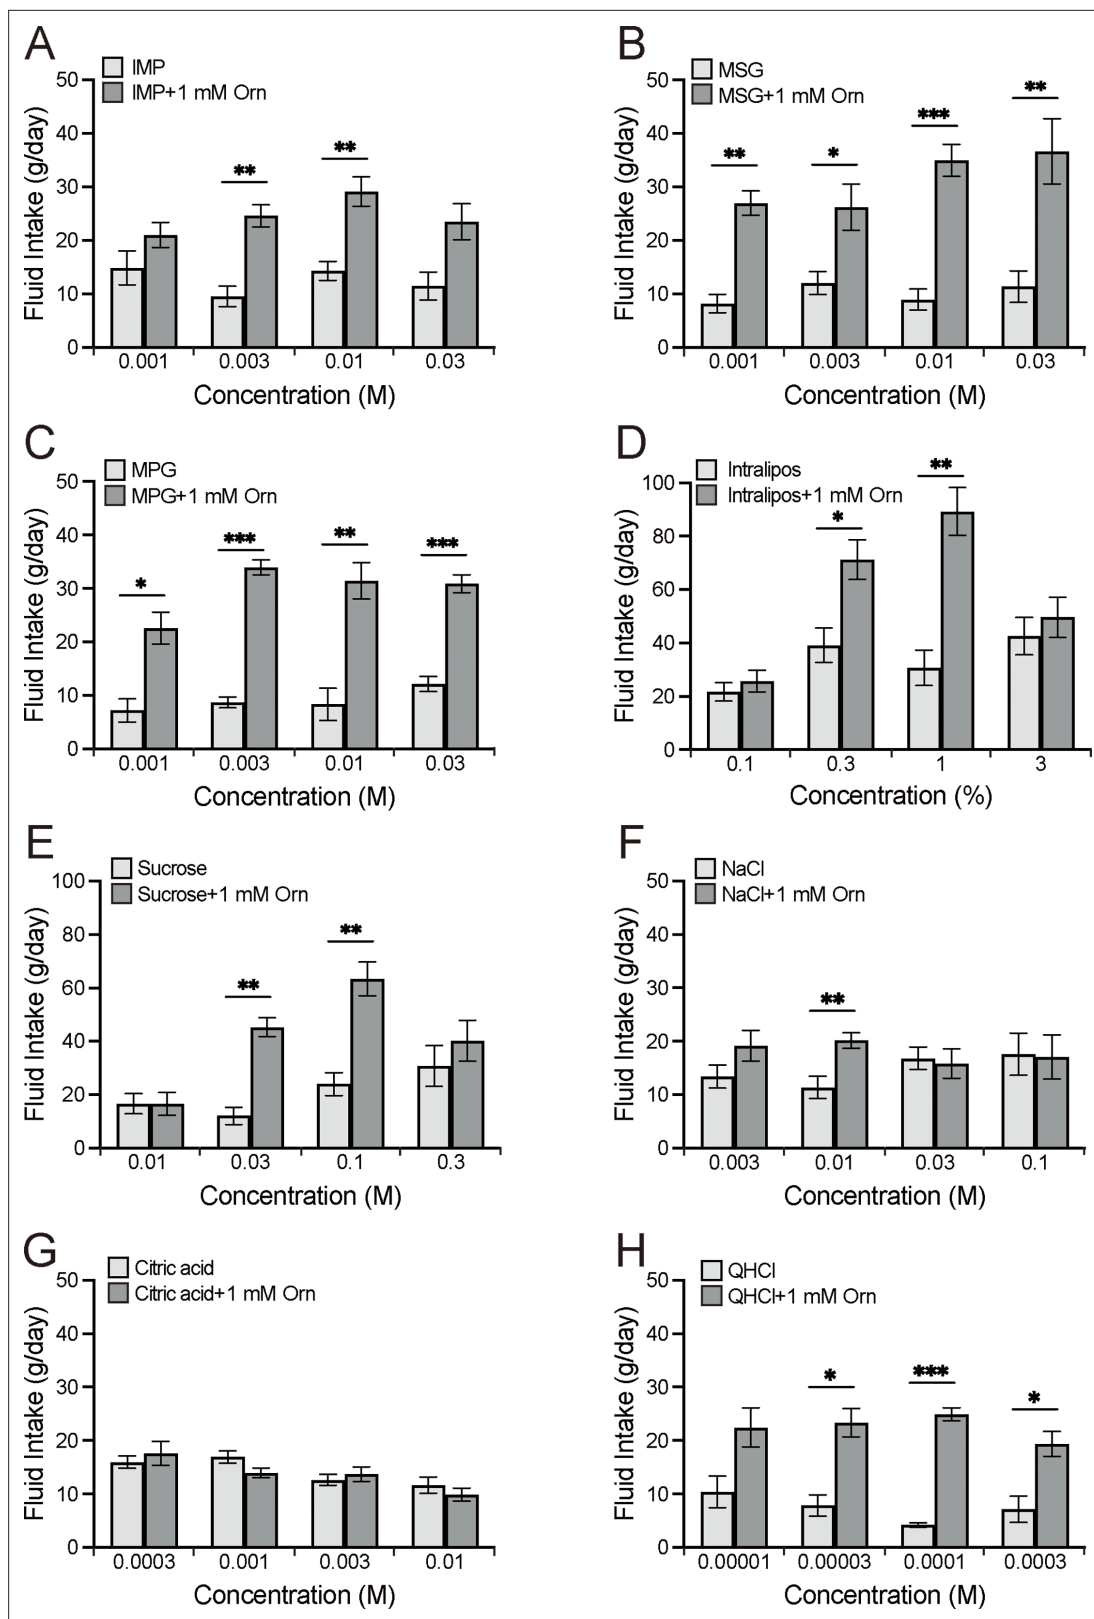 A
IMP
IMP+1 mM Orn
Fluid Intake (g/day)
50
40
30
20
10
0
**
**
0.001 0.003 0.01 0.03
Concentration (M)
B
MSG
MSG+1 mM Orn
Fluid Intake (g/day)
50
40
30
20
10
0
** * *** **
0.001 0.003 0.01 0.03
Concentration (M)
C
MPG
MPG+1 mM Orn
Fluid Intake (g/day)
50
40
30
20
10
0
* *** ** ***
0.001 0.003 0.01 0.03
Concentration (M)
D
Intralipos
Intralipos+1 mM Orn
Fluid Intake (g/day)
100
80
60
40
20
0
* **
0.1 0.3 1 3
Concentration (%)
E
Sucrose
Sucrose+1 mM Orn
Fluid Intake (g/day)
100
80
60
40
20
0
** **
0.01 0.03 0.1 0.3
Concentration (M)
F
NaCl
NaCl+1 mM Orn
Fluid Intake (g/day)
50
40
30
20
10
0
**
0.003 0.01 0.03 0.1
Concentration (M)
G
Citric acid
Citric acid+1 mM Orn
Fluid Intake (g/day)
50
40
30
20
10
0
0.0003 0.001 0.003 0.01
Concentration (M)
H
QHCl
QHCl+1 mM Orn
Fluid Intake (g/day)
50
40
30
20
10
0
* *** *
0.00001 0.00003 0.0001 0.0003
Concentration (M)